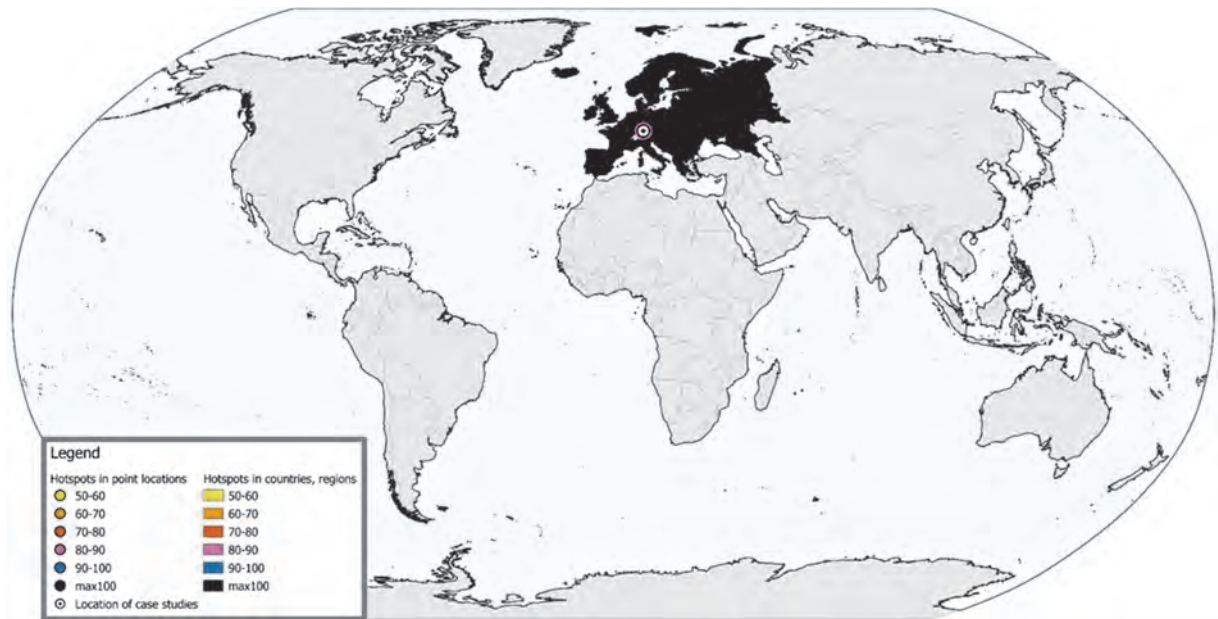 Legend
Hotspots in point locations Hotspots in countries, regions
50-60 50-60
60-70 60-70
70-80 70-80
80-90 80-90
90-100 90-100
max100 max100
Location of case studies